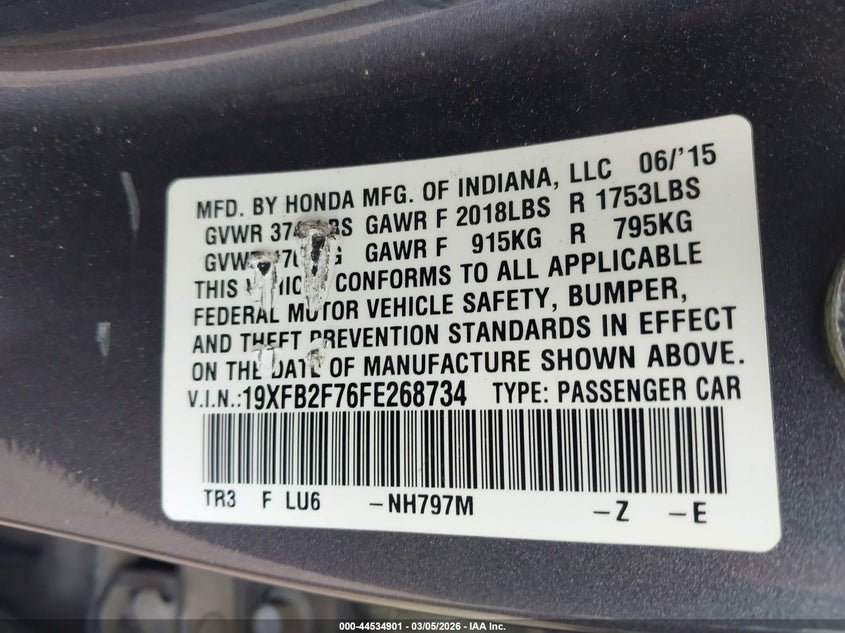 MFD. BY HONDA MFG. OF INDIANA, LLC 06/'15
GVWR GAWR F 2018LBS R 1753LBS
GAWR F 915KG R 795KG
THIS CONFORMS TO ALL APPLICABLE
FEDERAL MOTOR VEHICLE SAFETY, BUMPER,
AND THEFT PREVENTION STANDARDS IN EFFECT
ON THE DATE OF MANUFACTURE SHOWN ABOVE.
V.I.N.:19XFB2F76FE268734 TYPE: PASSENGER CAR
TR3 F LU6 -NH797M -Z -E
000-44534901 - 03/05/2026 - IAA Inc.